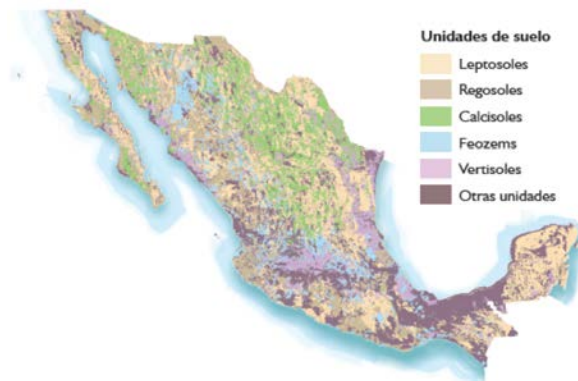 Unidades de suelo
Leptosoles
Regosoles
Calcisoles
Feozems
Vertisoles
Otras unidades